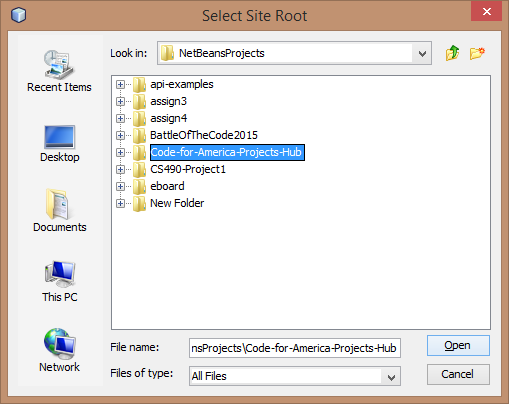 Select Site Root
Look in: NetBeansProjects
Recent Items
Desktop
Documents
This PC
Network
api-examples
assign3
assign4
BattleOfTheCode2015
Code-for-America-Projects-Hub
CS490-Project1
eboard
New Folder
File name: nsProjects\Code-for-America-Projects-Hub Open
Files of type: All Files Cancel